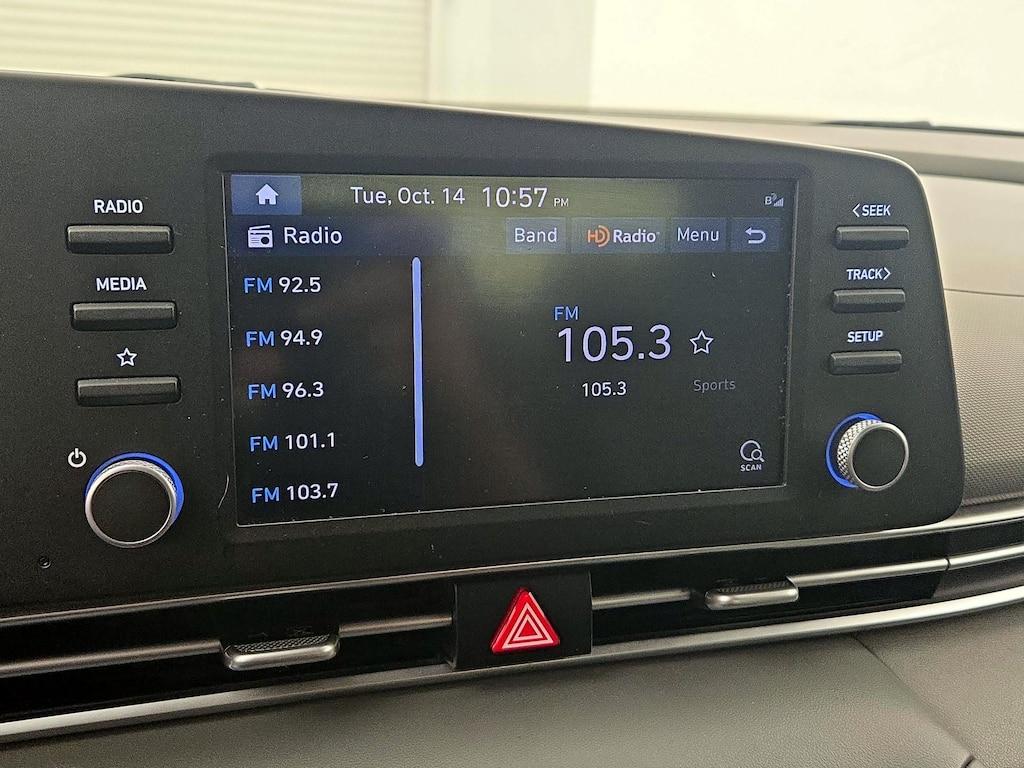 RADIO
MEDIA
Tue, Oct. 14 10:57 PM
B
Radio
Band
HD Radio
Menu
FM 92.5
FM 94.9
FM 96.3
FM 101.1
FM 103.7
FM
105.3
105.3
Sports
SCAN
<SEEK
TRACK>
SETUP